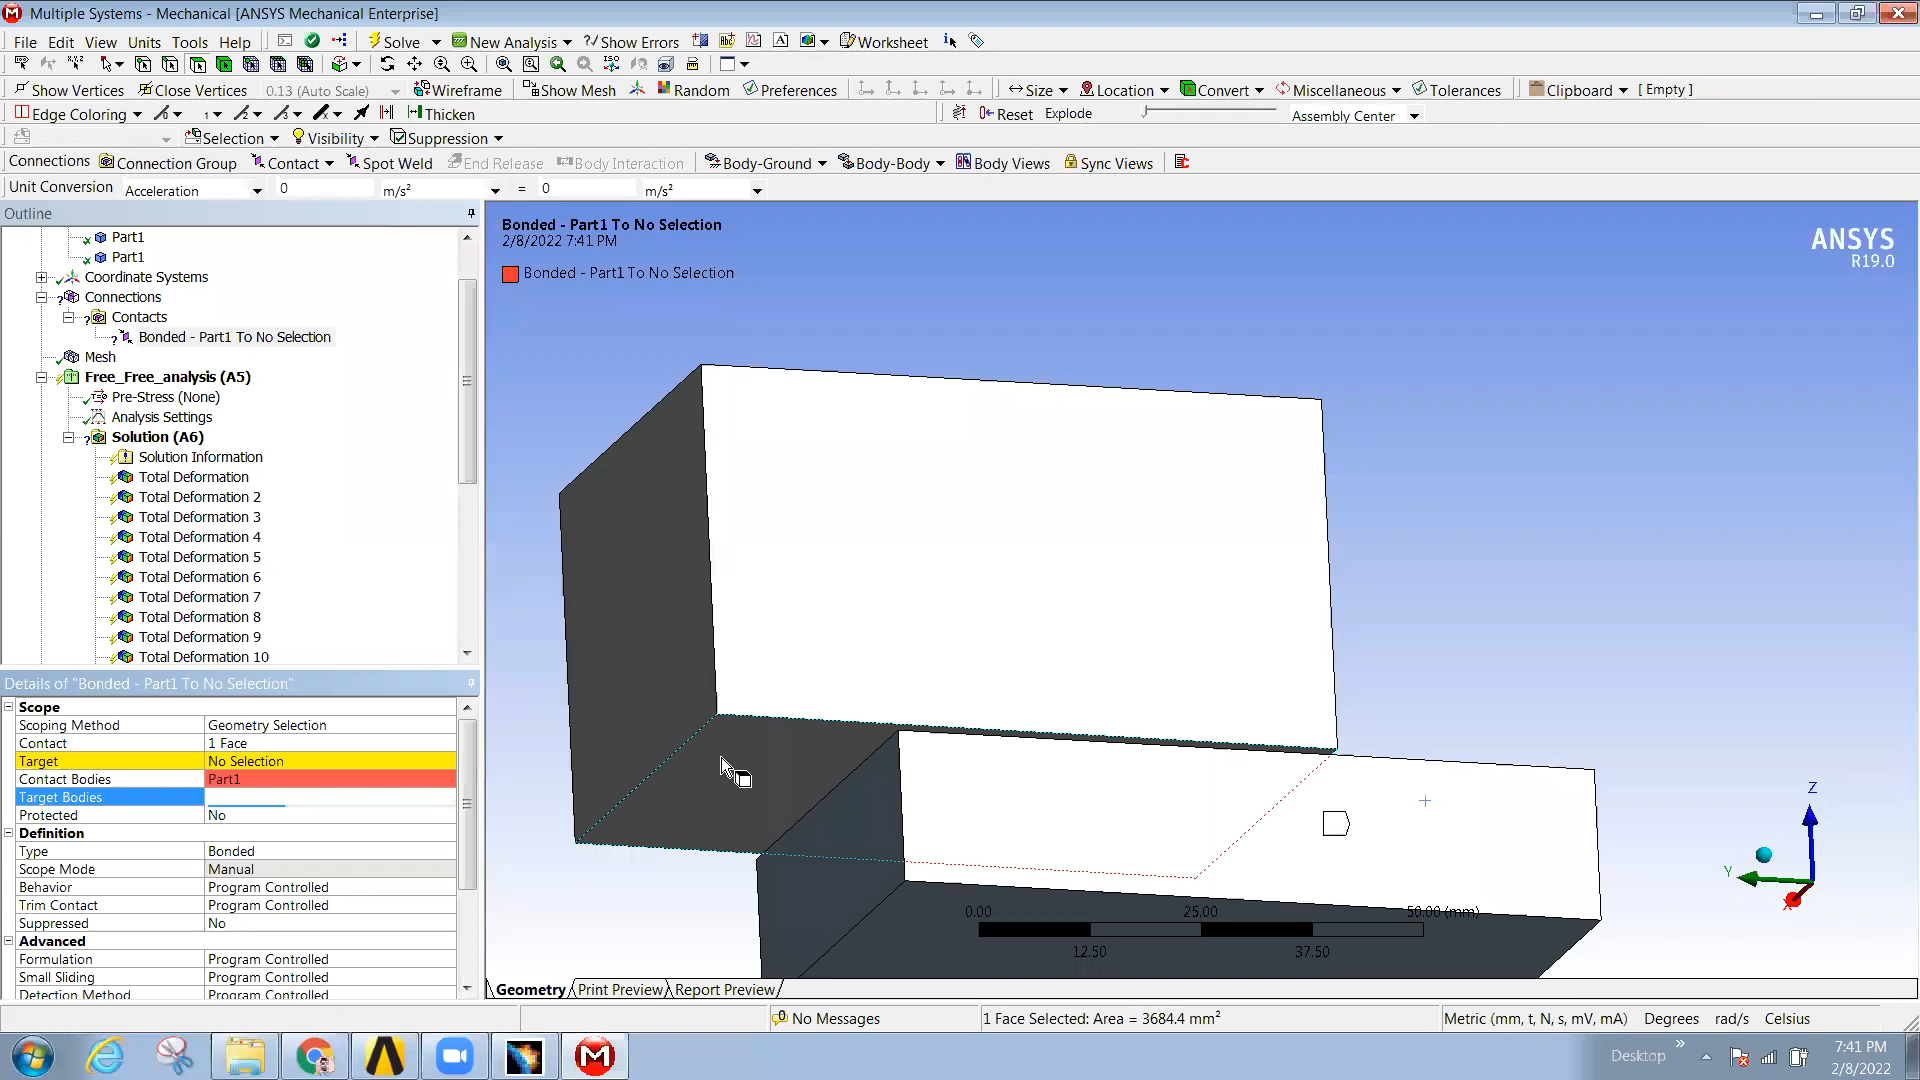 Multiple Systems - Mechanical [ANSYS Mechanical Enterprise]
File Edit View Units Tools Help Solve New Analysis ?/Show Errors Worksheet
Show Vertices Close Vertices 0.13 (Auto Scale) Wireframe Show Mesh Random Preferences Size Location Convert Miscellaneous Tolerances Clipboard [ Empty ]
Edge Coloring Thicken Reset Explode Assembly Center
Selection Visibility Suppression
Connections Connection Group Contact Spot Weld End Release Body Interaction Body-Ground Body-Body Body Views Sync Views
Unit Conversion Acceleration 0 m/s² = 0 m/s²
Outline
Part1
Part1
Coordinate Systems
Connections
Contacts
Bonded - Part1 To No Selection
Mesh
Free_Free_analysis (A5)
Pre-Stress (None)
Analysis Settings
Solution (A6)
Solution Information
Total Deformation
Total Deformation 2
Total Deformation 3
Total Deformation 4
Total Deformation 5
Total Deformation 6
Total Deformation 7
Total Deformation 8
Total Deformation 9
Total Deformation 10
Details of "Bonded - Part1 To No Selection"
Scope
Scoping Method Geometry Selection
Contact 1 Face
Target No Selection
Contact Bodies Part1
Target Bodies
Protected No
Definition
Type Bonded
Scope Mode Manual
Behavior Program Controlled
Trim Contact Program Controlled
Suppressed No
Advanced
Formulation Program Controlled
Small Sliding Program Controlled
Detection Method Program Controlled
Bonded - Part1 To No Selection
2/8/2022 7:41 PM
Bonded - Part1 To No Selection
ANSYS
R19.0
Z
Y
X
0.00 25.00 50.00 (mm)
12.50 37.50
Geometry Print Preview Report Preview
No Messages 1 Face Selected: Area = 3684.4 mm² Metric (mm, t, N, s, mV, mA) Degrees rad/s Celsius
Desktop » 7:41 PM
2/8/2022